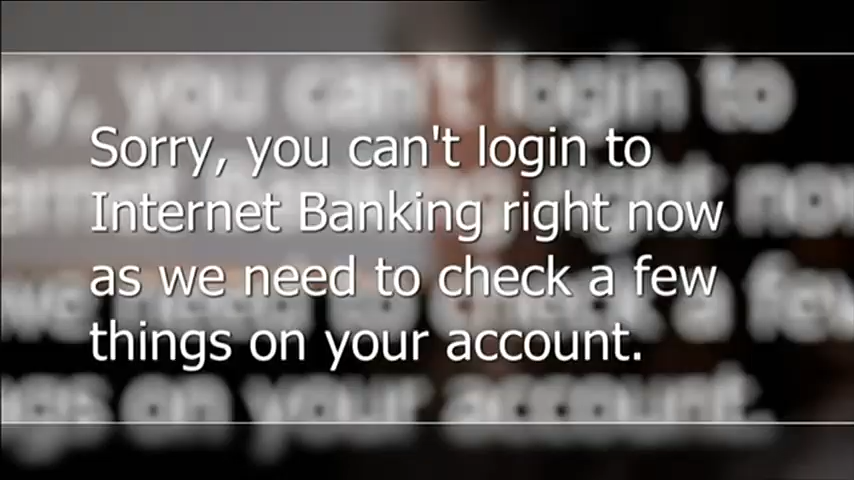 Sorry, you can't login to
Internet Banking right now
as we need to check a few
things on your account.